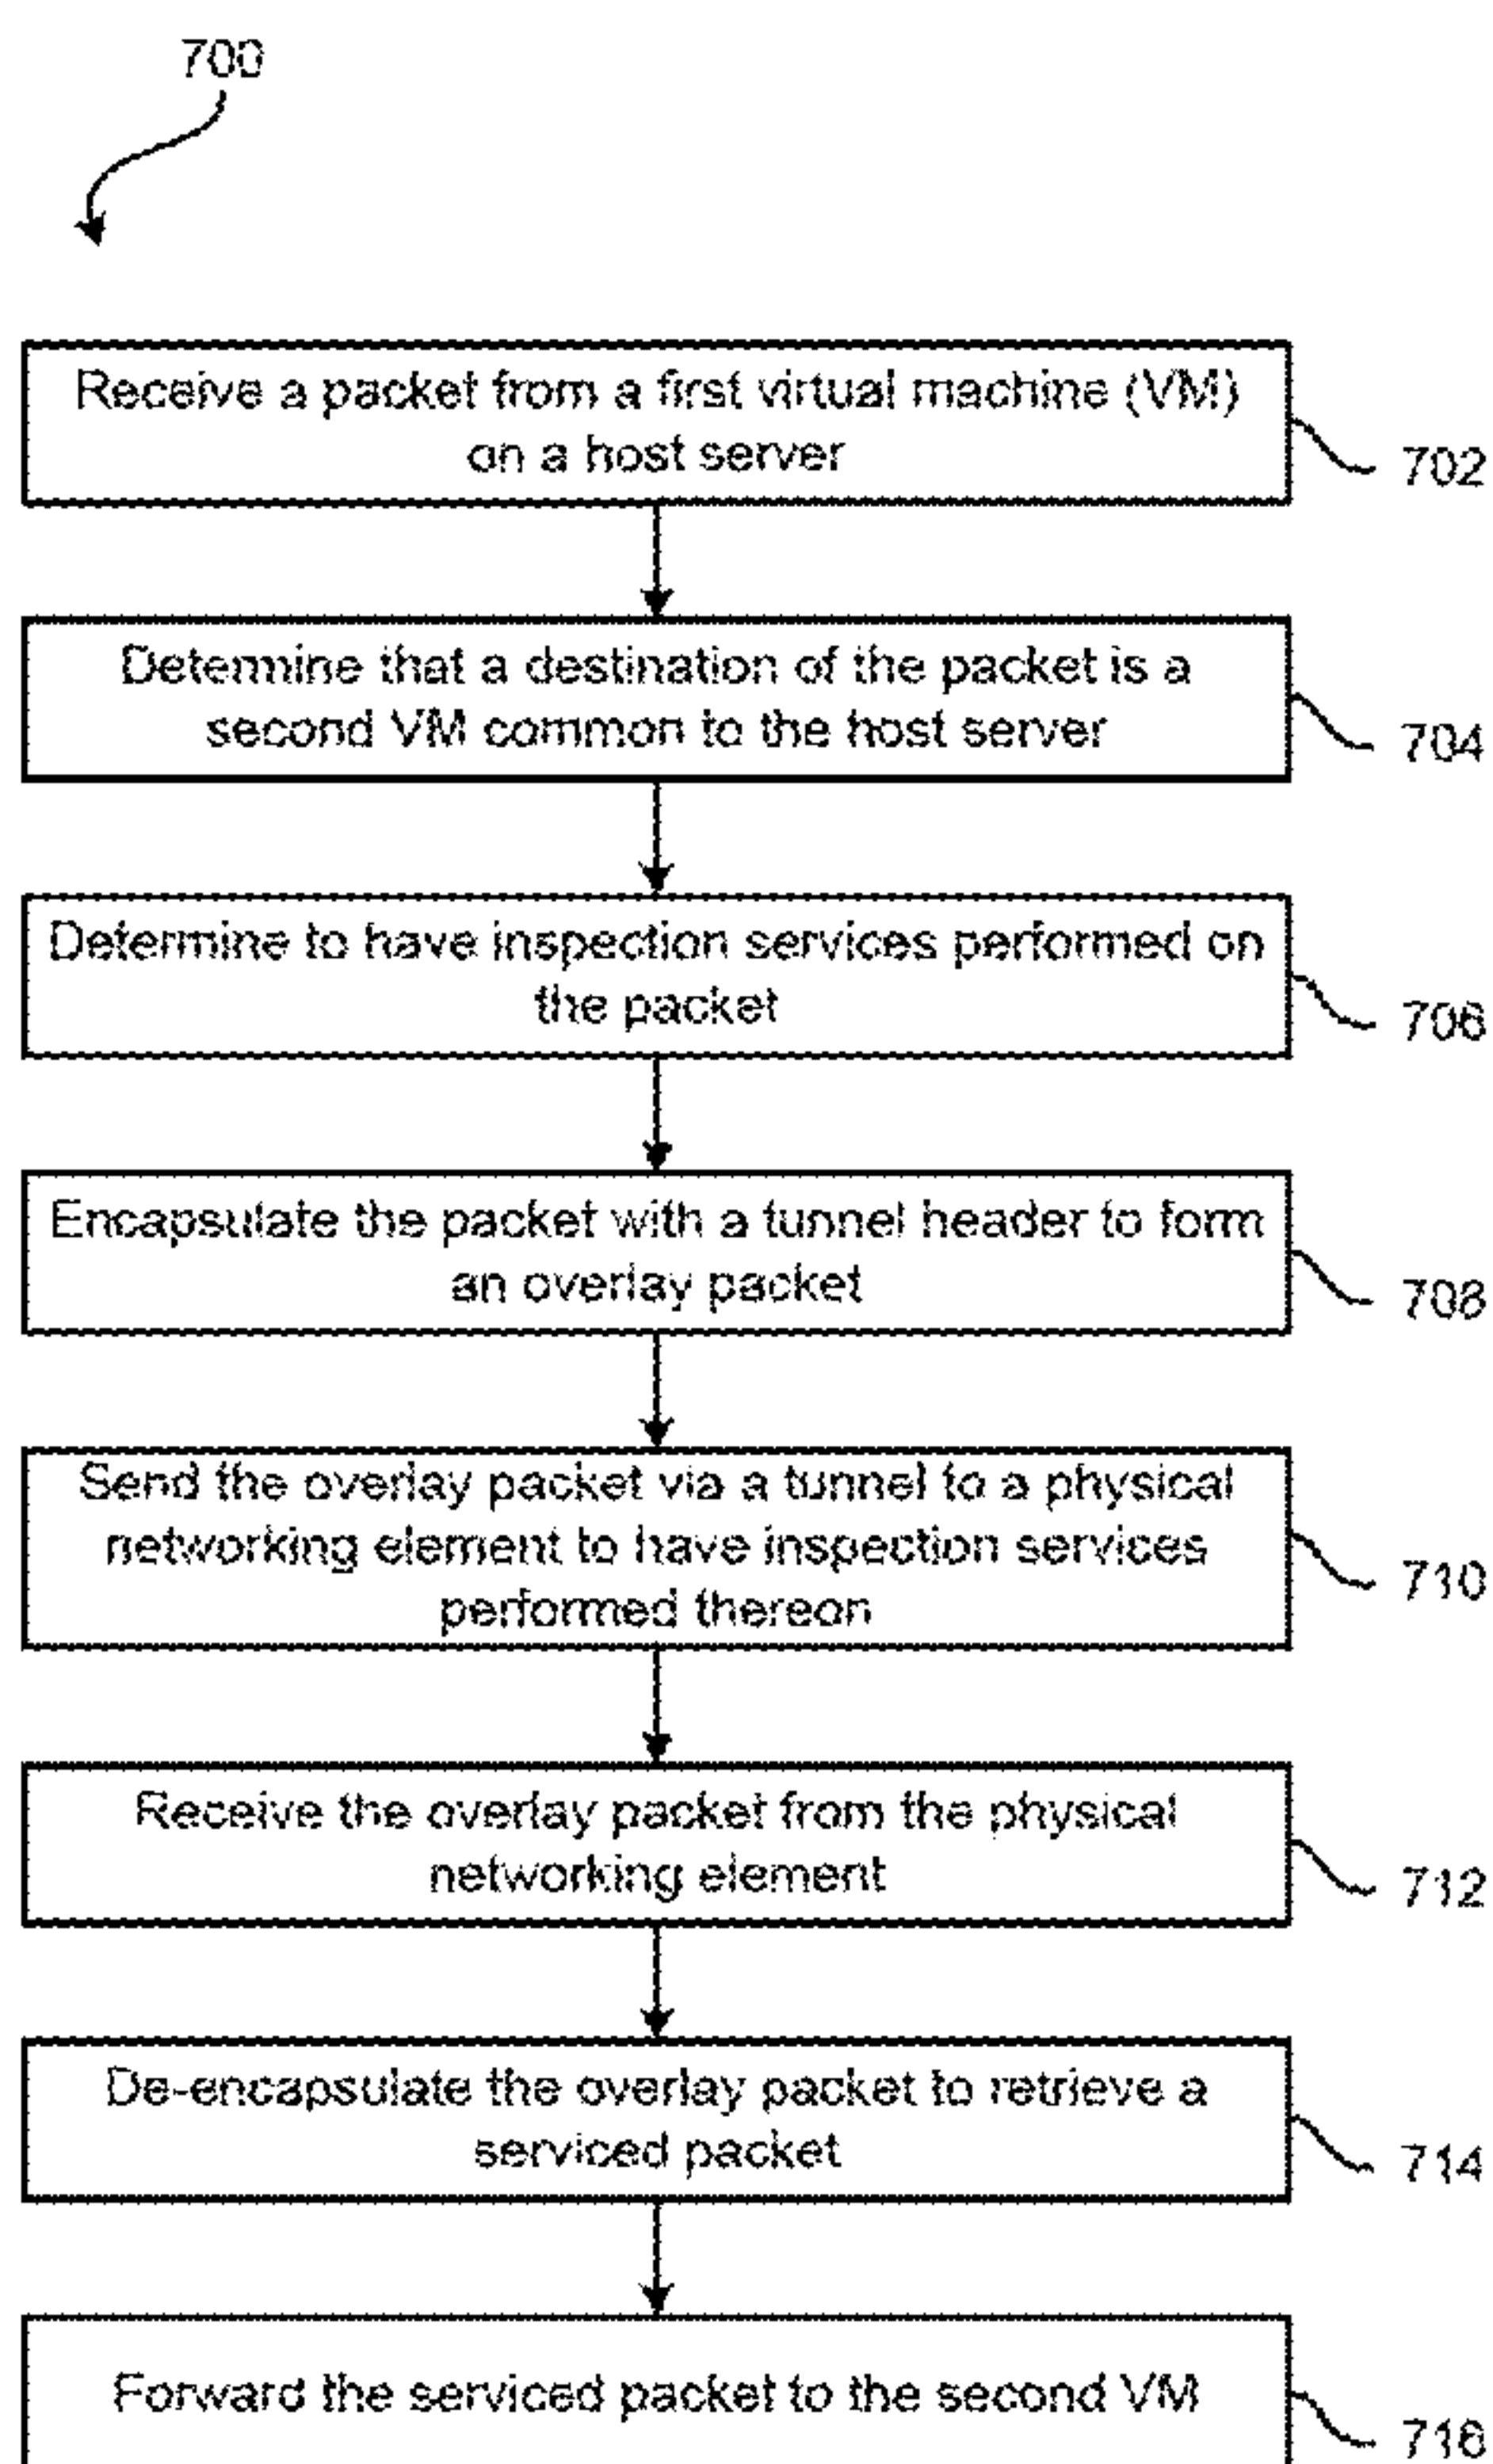 700
Receive a packet from a first virtual machine (VM)
on a host server
702
Determine that a destination of the packet is a
second VM common to the host server
704
Determine to have inspection services performed on
the packet
706
Encapsulate the packet with a tunnel header to form
an overlay packet
708
Send the overlay packet via a tunnel to a physical
networking element to have inspection services
performed thereon
710
Receive the overlay packet from the physical
networking element
712
De-encapsulate the overlay packet to retrieve a
serviced packet
714
Forward the serviced packet to the second VM
716